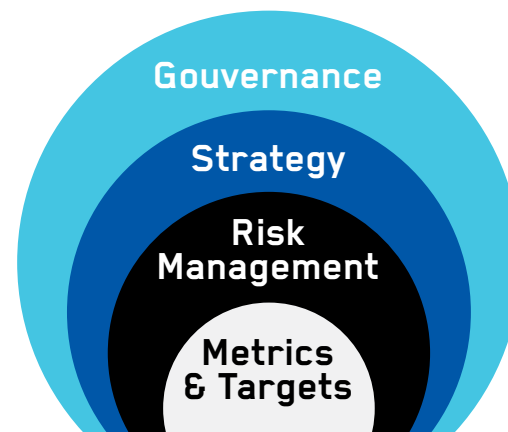 Gouvernance
Strategy
Risk
Management
Metrics
& Targets